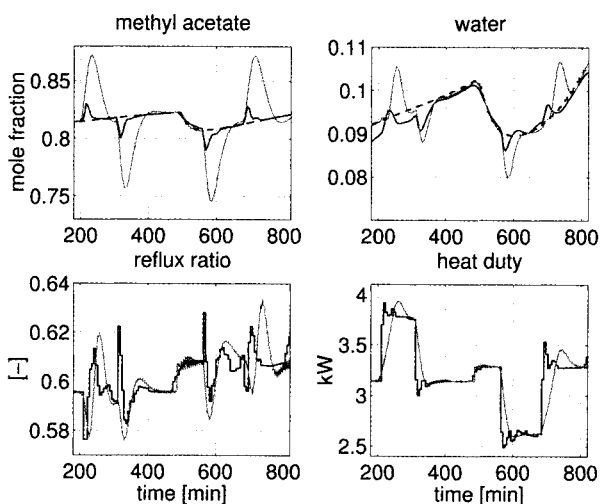 methyl acetate
water
mole fraction
0.85
0.8
0.75
200 400 600 800
0.11
0.1
0.09
0.08
200 400 600 800
reflux ratio
heat duty
[-]
0.64
0.62
0.6
0.58
200 400 600 800
time [min]
kW
4
3.5
3
2.5
200 400 600 800
time [min]